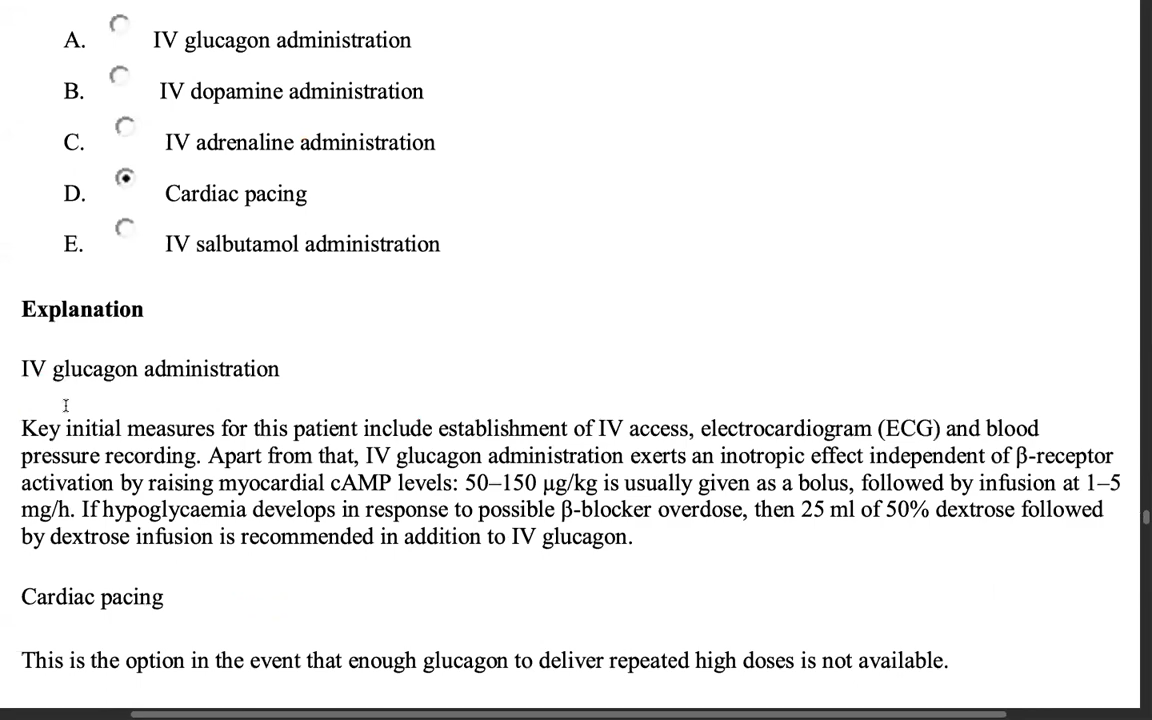 A. IV glucagon administration
B. IV dopamine administration
C. IV adrenaline administration
D. Cardiac pacing
E. IV salbutamol administration
Explanation
IV glucagon administration
Key initial measures for this patient include establishment of IV access, electrocardiogram (ECG) and blood
pressure recording. Apart from that, IV glucagon administration exerts an inotropic effect independent of β-receptor
activation by raising myocardial cAMP levels: 50–150 µg/kg is usually given as a bolus, followed by infusion at 1–5
mg/h. If hypoglycaemia develops in response to possible β-blocker overdose, then 25 ml of 50% dextrose followed
by dextrose infusion is recommended in addition to IV glucagon.
Cardiac pacing
This is the option in the event that enough glucagon to deliver repeated high doses is not available.